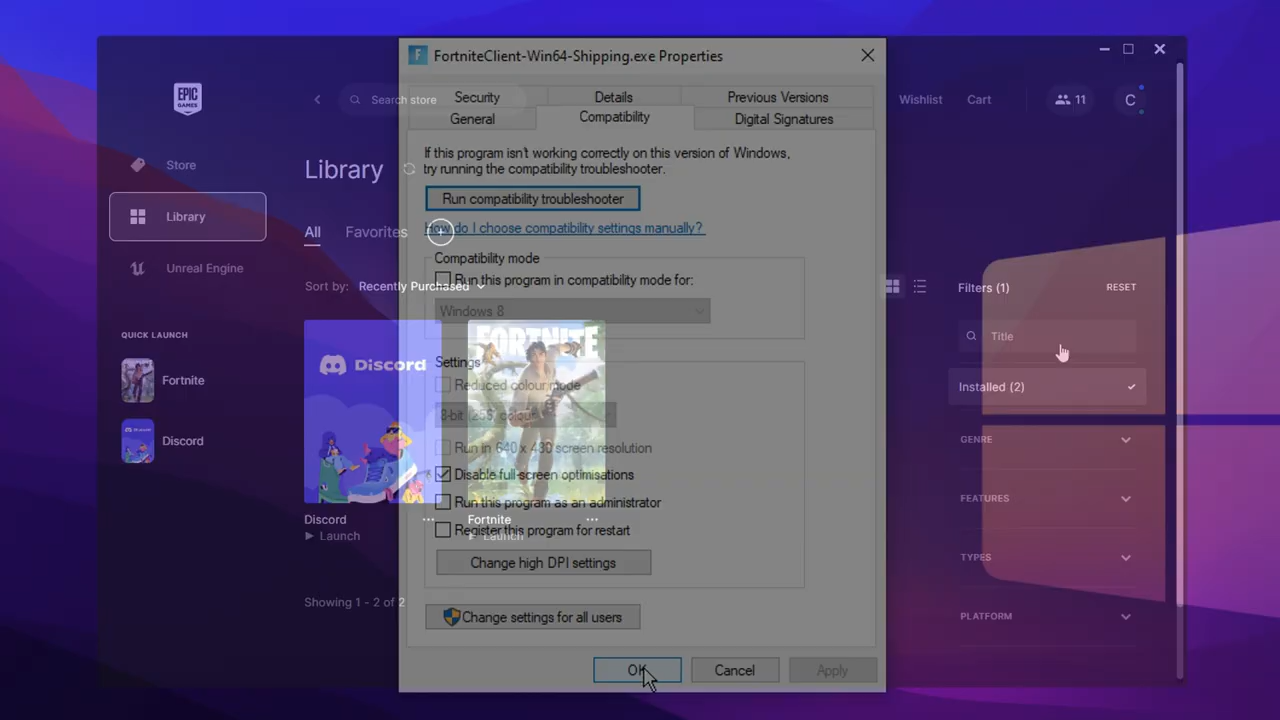 FortniteClient-Win64-Shipping.exe Properties
Security
Details
Previous Versions
General
Compatibility
Digital Signatures
If this program isn't working correctly on this version of Windows,
try running the compatibility troubleshooter.
Run compatibility troubleshooter
How do I choose compatibility settings manually?
Compatibility mode
Run this program in compatibility mode for:
Windows 8
Settings
Reduced colour mode
8-bit (256) colour
Run in 640 x 480 screen resolution
Disable full-screen optimisations
Run this program as an administrator
Register this program for restart
Change high DPI settings
Change settings for all users
OK
Cancel
Apply
EPIC
GAMES
Search store
Wishlist
Cart
11
C
Store
Library
Unreal Engine
QUICK LAUNCH
Fortnite
Discord
Library
All
Favorites
Sort by: Recently Purchased
Discord
FORTNITE
Discord
Launch
Fortnite
Launch
Showing 1 - 2 of 2
Filters (1)
RESET
Title
Installed (2)
GENRE
FEATURES
TYPES
PLATFORM